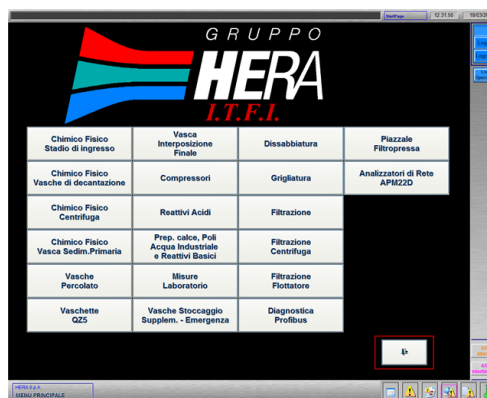 StartPage
12.31.50
GRUPPO
HERA
I.T.F.I.
Chimico Fisico
Stadio di ingresso
Vasca
Interposizione
Finale
Dissabbiatura
Piazzale
Filtropressa
Chimico Fisico
Vasche di decantazione
Compressori
Grigliatura
Analizzatori di Rete
APM22D
Chimico Fisico
Centrifuga
Reattivi Acidi
Filtrazione
Chimico Fisico
Vasca Sedim.Primaria
Prep. calce, Poli
Acqua Industriale
e Reattivi Basici
Filtrazione
Centrifuga
Vasche
Percolato
Misure
Laboratorio
Filtrazione
Flottatore
Vaschette
QZ5
Vasche Stoccaggio
Supplem. - Emergenza
Diagnostica
Profibus
HERA S.p.A.
MENU PRINCIPALE